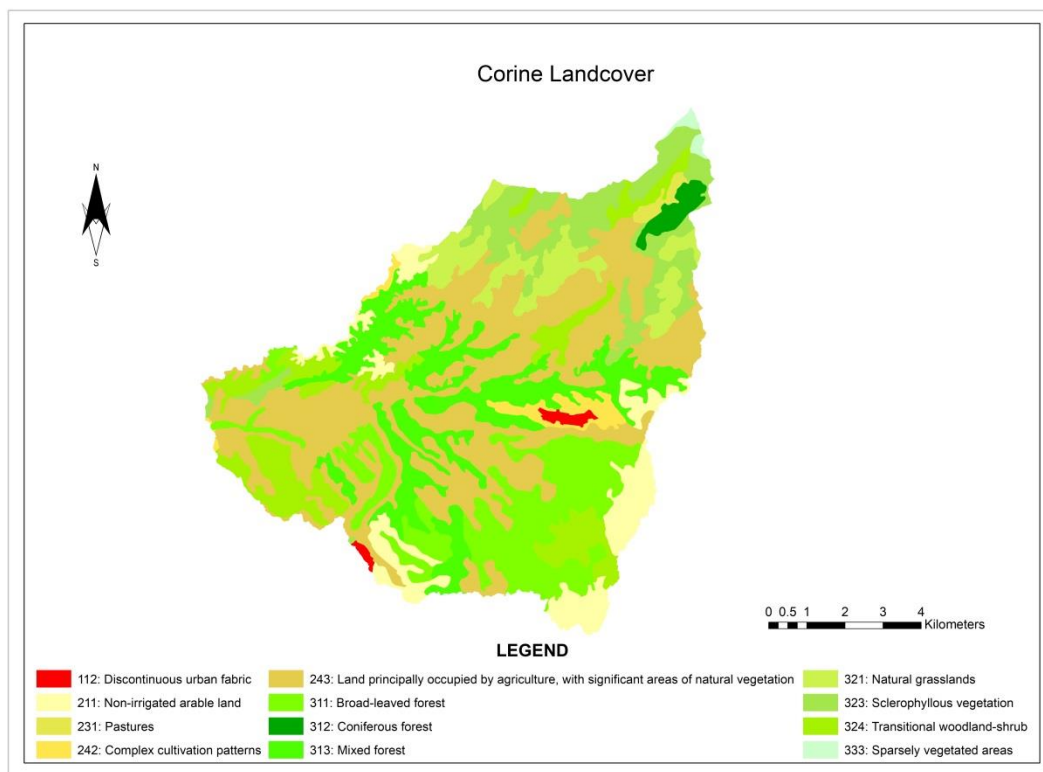 Corine Landcover
N
S
0 0.5 1 2 3 4
Kilometers
LEGEND
112: Discontinuous urban fabric
211: Non-irrigated arable land
231: Pastures
242: Complex cultivation patterns
243: Land principally occupied by agriculture, with significant areas of natural vegetation
311: Broad-leaved forest
312: Coniferous forest
313: Mixed forest
321: Natural grasslands
323: Sclerophyllous vegetation
324: Transitional woodland-shrub
333: Sparsely vegetated areas